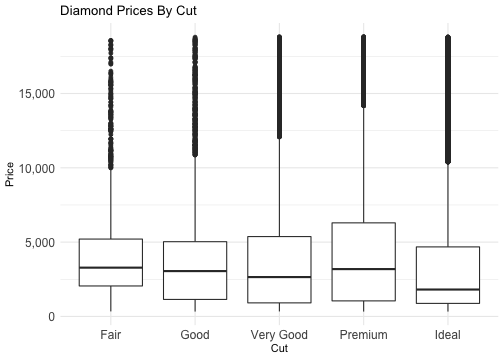 Diamond Prices By Cut
Price
15,000
10,000
5,000
0
Fair Good Very Good Premium Ideal
Cut